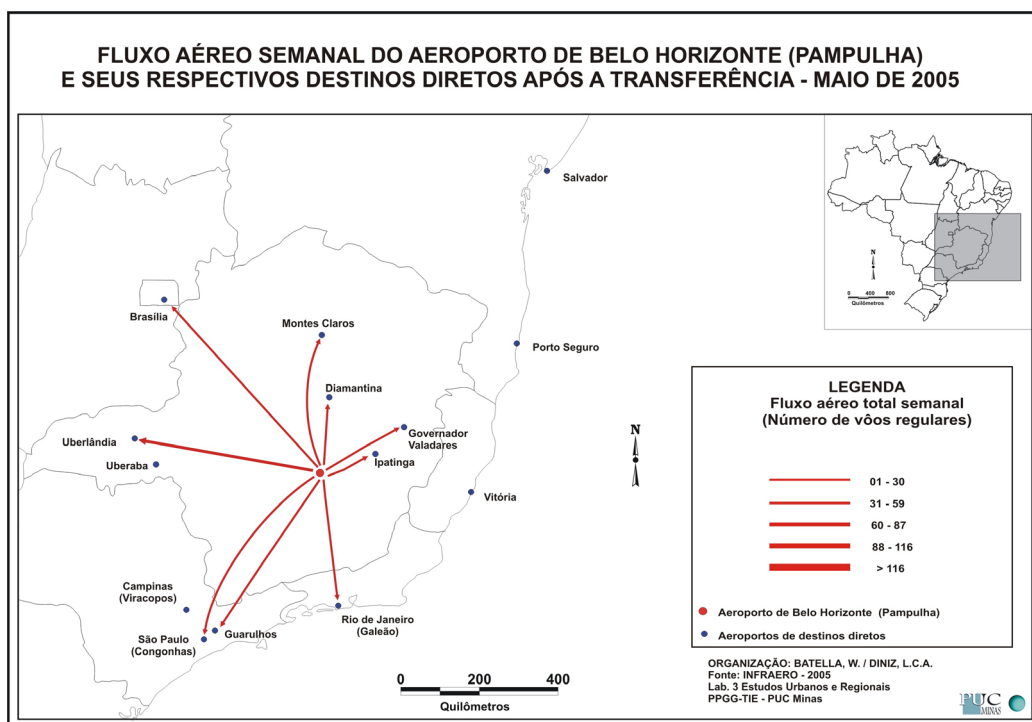 FLUXO AÉREO SEMANAL DO AEROPORTO DE BELO HORIZONTE (PAMPULHA)
E SEUS RESPECTIVOS DESTINOS DIRETOS APÓS A TRANSFERÊNCIA - MAIO DE 2005
Salvador
N
0 400 800
Quilômetros
Brasília
Montes Claros
Porto Seguro
Diamantina
Uberlândia
Governador
Valadares
Uberaba
Ipatinga
Vitória
N
Campinas
(Viracopos)
São Paulo
(Congonhas)
Guarulhos
Rio de Janeiro
(Galeão)
0 200 400
Quilômetros
LEGENDA
Fluxo aéreo total semanal
(Número de vôos regulares)
01 - 30
31 - 59
60 - 87
88 - 116
> 116
Aeroporto de Belo Horizonte (Pampulha)
Aeroportos de destinos diretos
ORGANIZAÇÃO: BATELLA, W. / DINIZ, L.C.A.
Fonte: INFRAERO - 2005
Lab. 3 Estudos Urbanos e Regionais
PPGG-TIE - PUC Minas
PUC MINAS